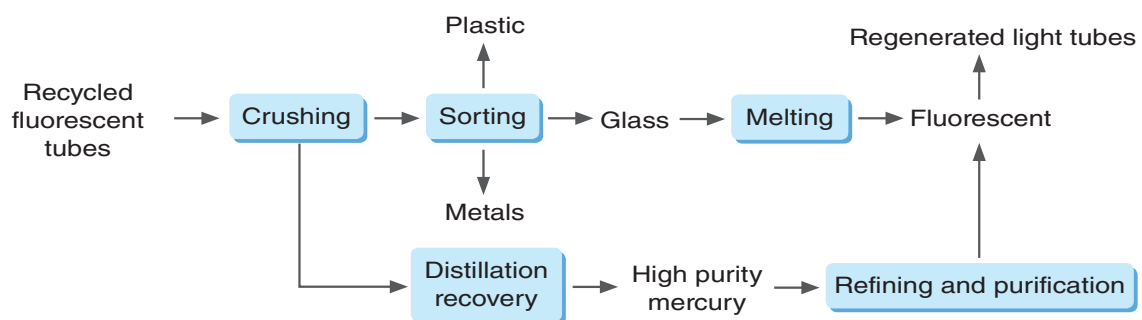 Plastic
Regenerated light tubes
Recycled
fluorescent
tubes
Crushing
Sorting
Glass
Melting
Fluorescent
Metals
Distillation
recovery
High purity
mercury
Refining and purification